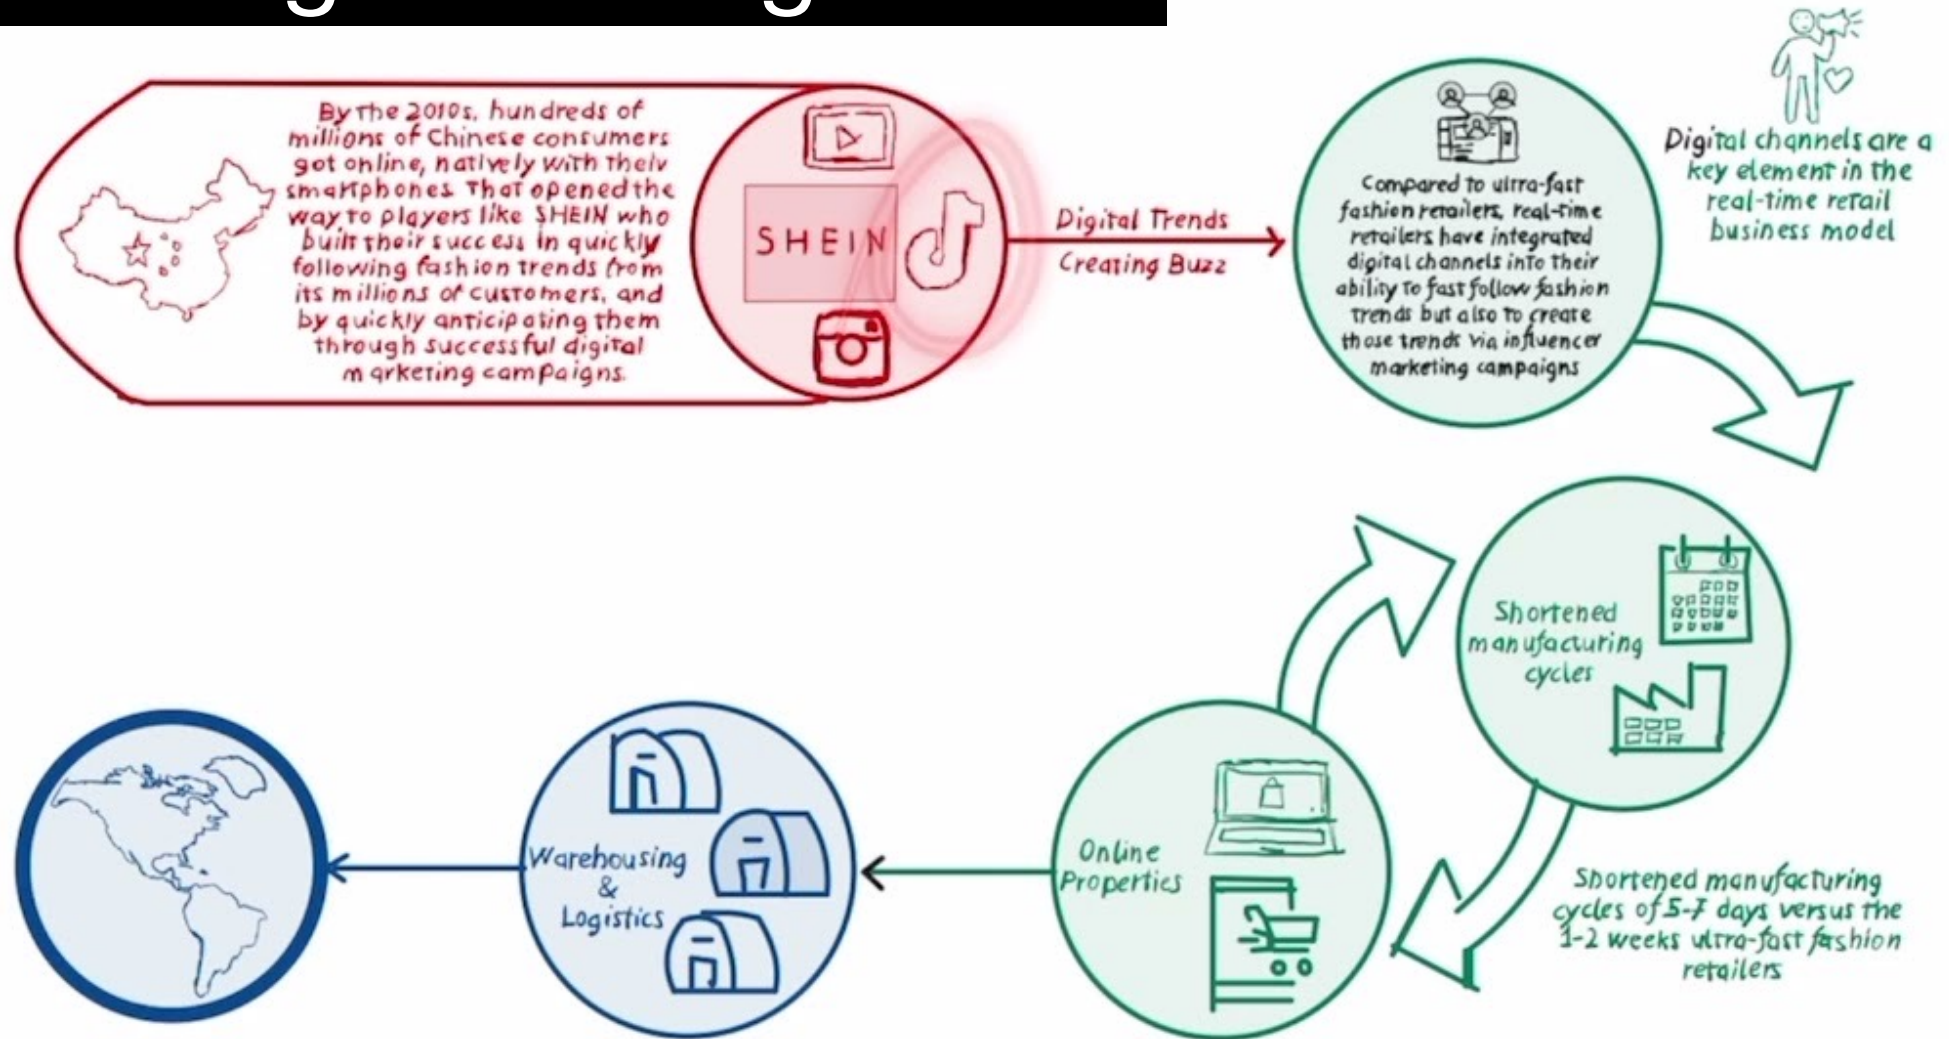 By the 2010s, hundreds of
millions of Chinese consumers
got online, natively with their
smartphones. That opened the
way to players like SHEIN who
built their success in quickly
following fashion trends from
its millions of customers, and
by quickly anticipating them
through successful digital
marketing campaigns.
SHEIN
Digital Trends
Creating Buzz
Compared to ultra-fast
fashion retailers, real-time
retailers have integrated
digital channels into their
ability to fast follow fashion
trends but also to create
those trends via influencer
marketing campaigns
Digital channels are a
key element in the
real-time retail
business model
Shortened
manufacturing
cycles
Shortened manufacturing
cycles of 5-7 days versus the
1-2 weeks ultra-fast fashion
retailers
Online
Properties
Warehousing
&
Logistics